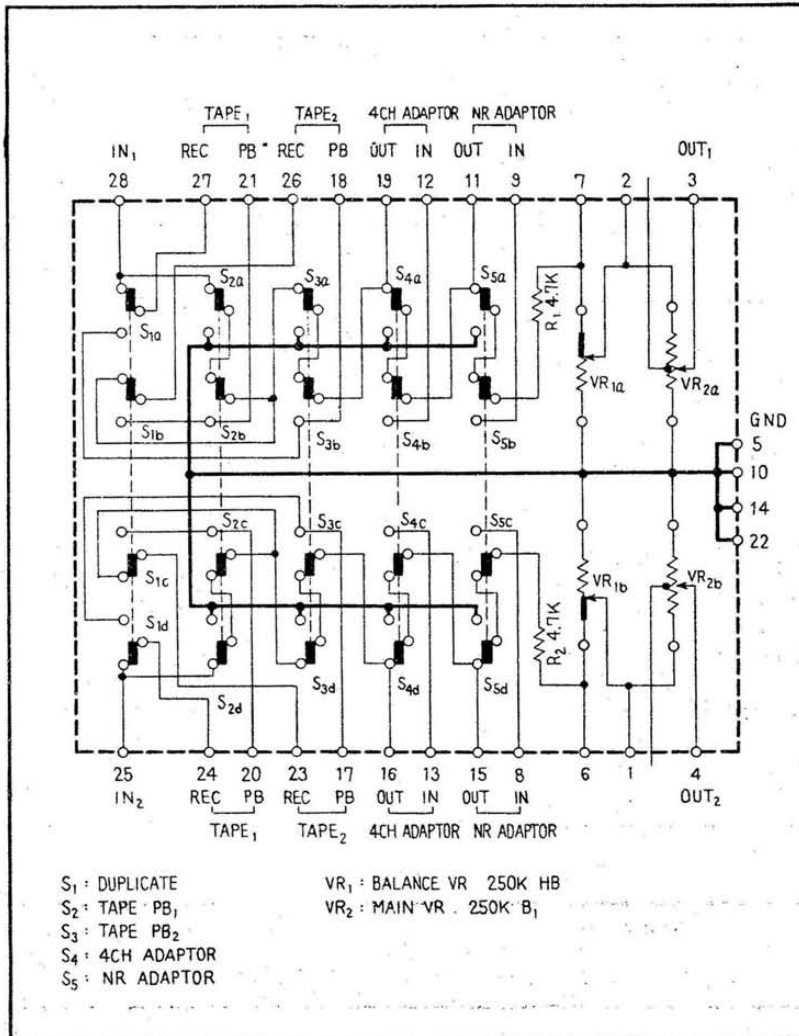 TAPE₁ TAPE₂ 4CH ADAPTOR NR ADAPTOR
IN₁ REC PB REC PB OUT IN OUT IN OUT₁
28 27 21 26 18 19 12 11 9 7 2 3
S2a S3a S4a S5a
R₁ 4.7K
S1a
VR1a VR2a
S1b S2b S3b S4b S5b
GND
5
10
14
22
S2c S3c S4c S5c
S1c VR1b VR2b
S1d
R₂ 4.7K
S2d S3d S4d S5d
25 24 20 23 17 16 13 15 8 6 1 4
IN₂ REC PB REC PB OUT IN OUT IN OUT₂
TAPE₁ TAPE₂ 4CH ADAPTOR NR ADAPTOR
S₁ : DUPLICATE VR₁ : BALANCE VR 250K HB
S₂ : TAPE PB₁ VR₂ : MAIN VR . 250K B₁
S₃ : TAPE PB₂
S₄ : 4CH ADAPTOR
S₅ : NR ADAPTOR